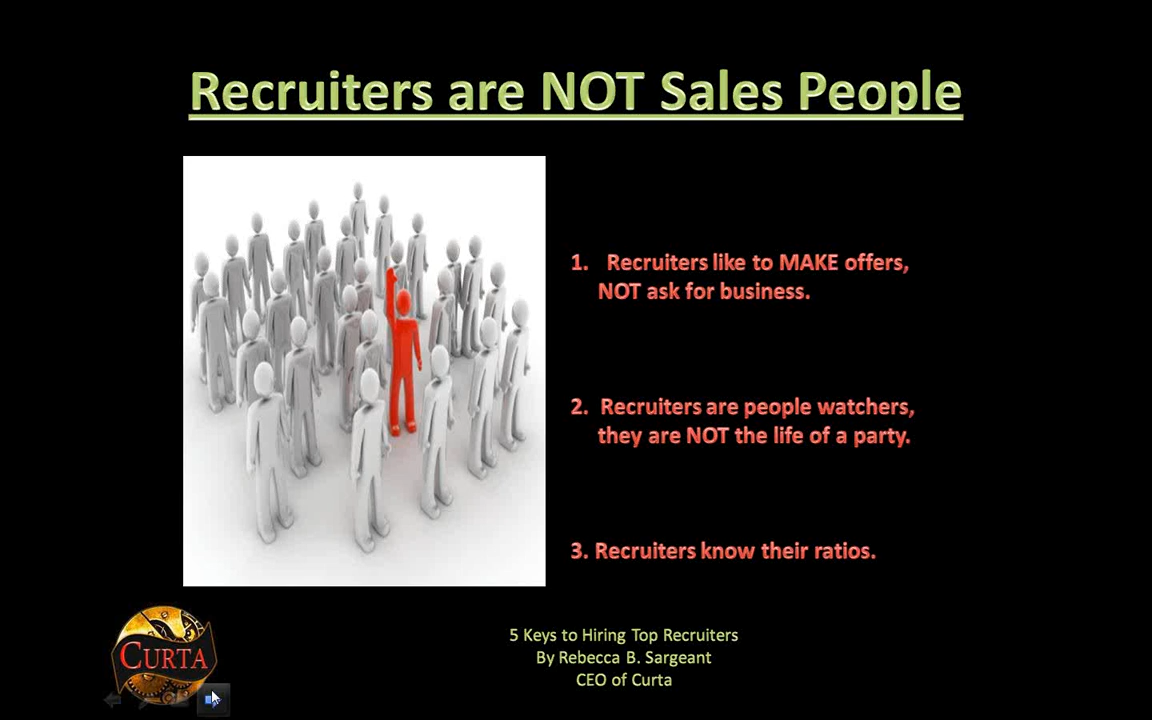 Recruiters are NOT Sales People
1. Recruiters like to MAKE offers,
NOT ask for business.
2. Recruiters are people watchers,
they are NOT the life of a party.
3. Recruiters know their ratios.
CURTA
5 Keys to Hiring Top Recruiters
By Rebecca B. Sargeant
CEO of Curta